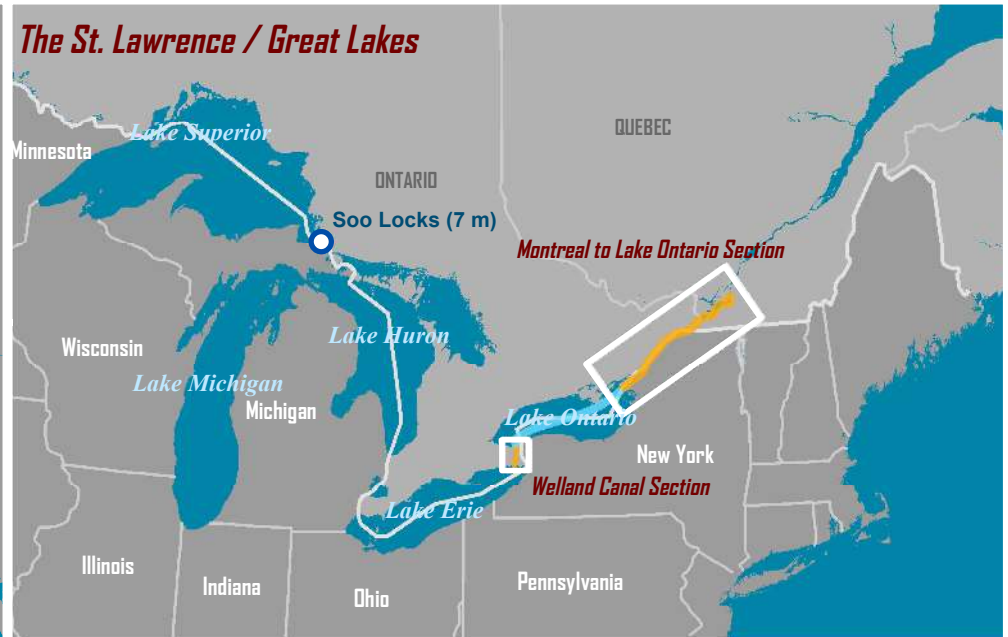 The St. Lawrence / Great Lakes
Lake Superior
QUEBEC
Minnesota
ONTARIO
Soo Locks (7 m)
Montreal to Lake Ontario Section
Lake Huron
Wisconsin
Lake Michigan
Michigan
Lake Ontario
New York
Welland Canal Section
Lake Erie
Illinois
Indiana
Ohio
Pennsylvania